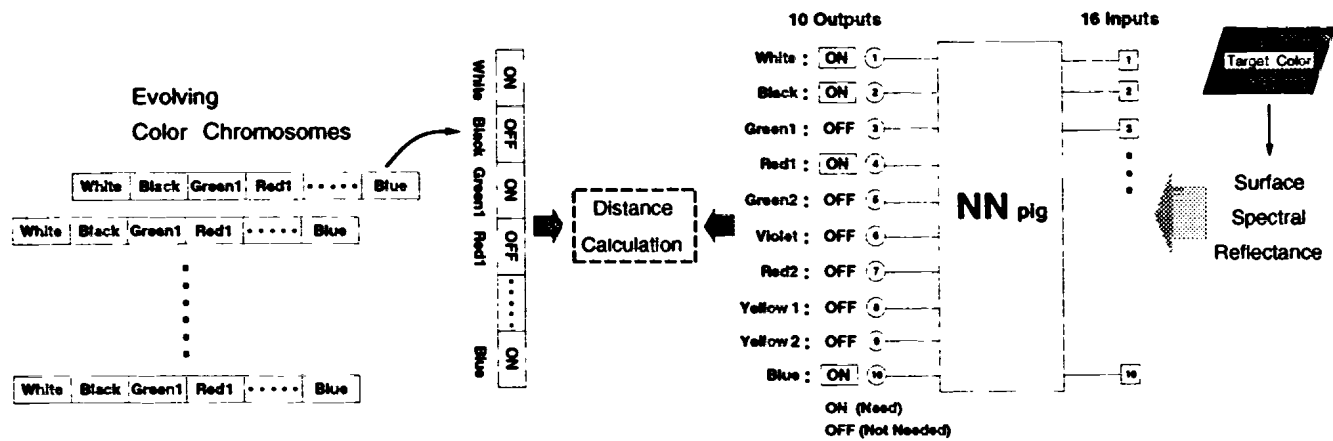 Evolving
Color Chromosomes
White Black Green1 Red1 ····· Blue
White Black Green1 Red1 ····· Blue
White Black Green1 Red1 ····· Blue
White ON
Black OFF
Green1 ON
Red1 OFF
······
Blue ON
Distance
Calculation
10 Outputs
White : ON 1
Black : ON 2
Green1 : OFF 3
Red1 : ON 4
Green2 : OFF 5
Violet : OFF 6
Red2 : OFF 7
Yellow 1 : OFF 8
Yellow 2 : OFF 9
Blue : ON 10
ON (Need)
OFF (Not Needed)
NN pig
16 Inputs
1
2
3
16
Target Color
Surface
Spectral
Reflectance